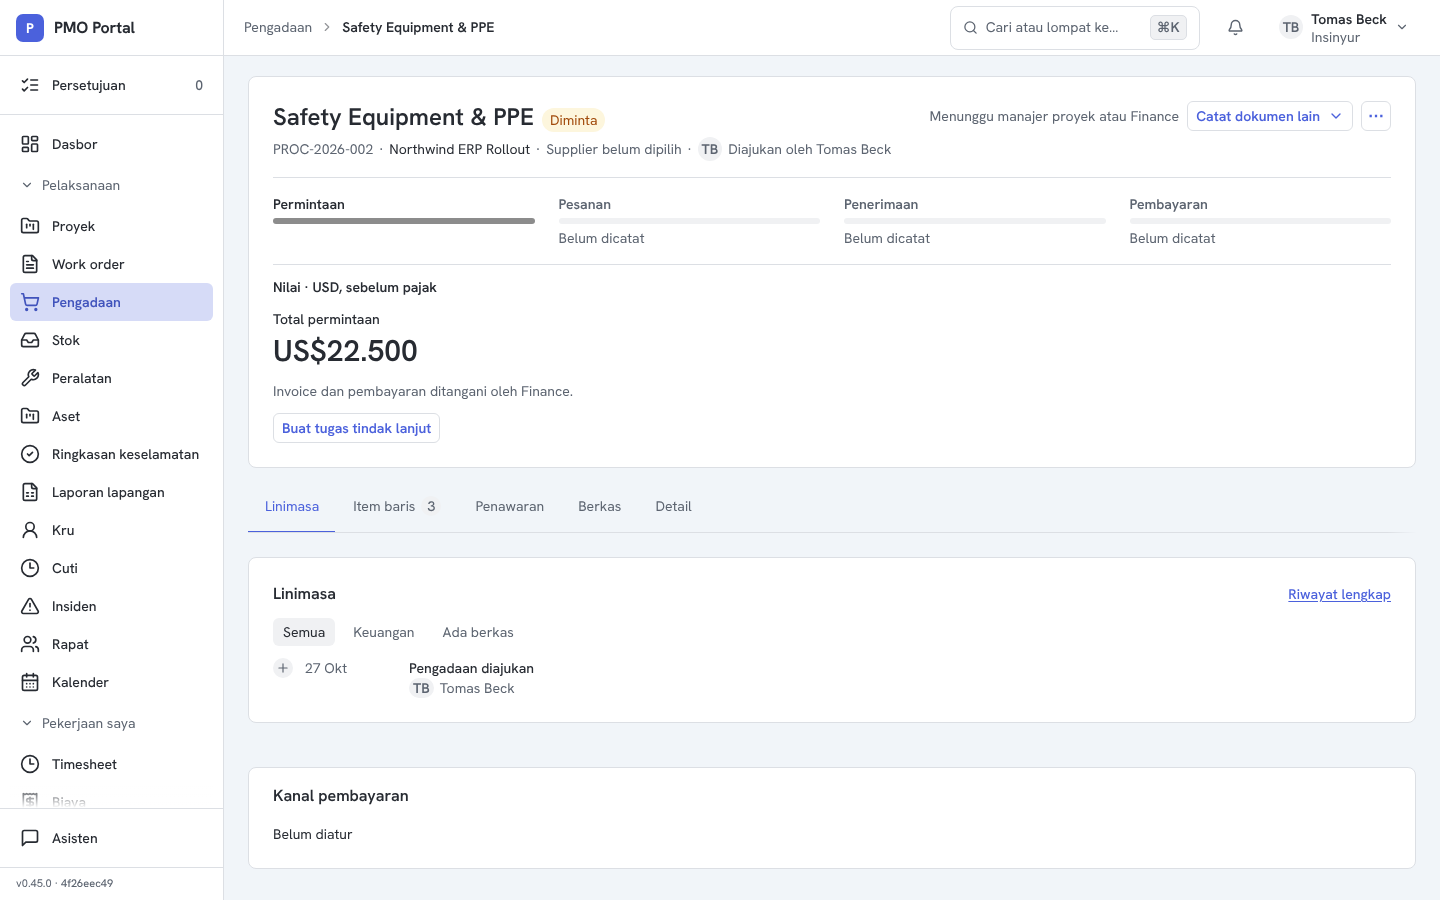 P PMO Portal
Pengadaan > Safety Equipment & PPE
Cari atau lompat ke... ⌘K
TB Tomas Beck
Insinyur
Persetujuan 0
Dasbor
Pelaksanaan
Proyek
Work order
Pengadaan
Stok
Peralatan
Aset
Ringkasan keselamatan
Laporan lapangan
Kru
Cuti
Insiden
Rapat
Kalender
Pekerjaan saya
Timesheet
Biaya
Asisten
v0.45.0 · 4f26eec49
Safety Equipment & PPE Diminta
Menunggu manajer proyek atau Finance Catat dokumen lain
PROC-2026-002 · Northwind ERP Rollout · Supplier belum dipilih · TB Diajukan oleh Tomas Beck
Permintaan
Pesanan
Belum dicatat
Penerimaan
Belum dicatat
Pembayaran
Belum dicatat
Nilai · USD, sebelum pajak
Total permintaan
US$22.500
Invoice dan pembayaran ditangani oleh Finance.
Buat tugas tindak lanjut
Linimasa Item baris 3 Penawaran Berkas Detail
Linimasa
Riwayat lengkap
Semua Keuangan Ada berkas
27 Okt Pengadaan diajukan
TB Tomas Beck
Kanal pembayaran
Belum diatur